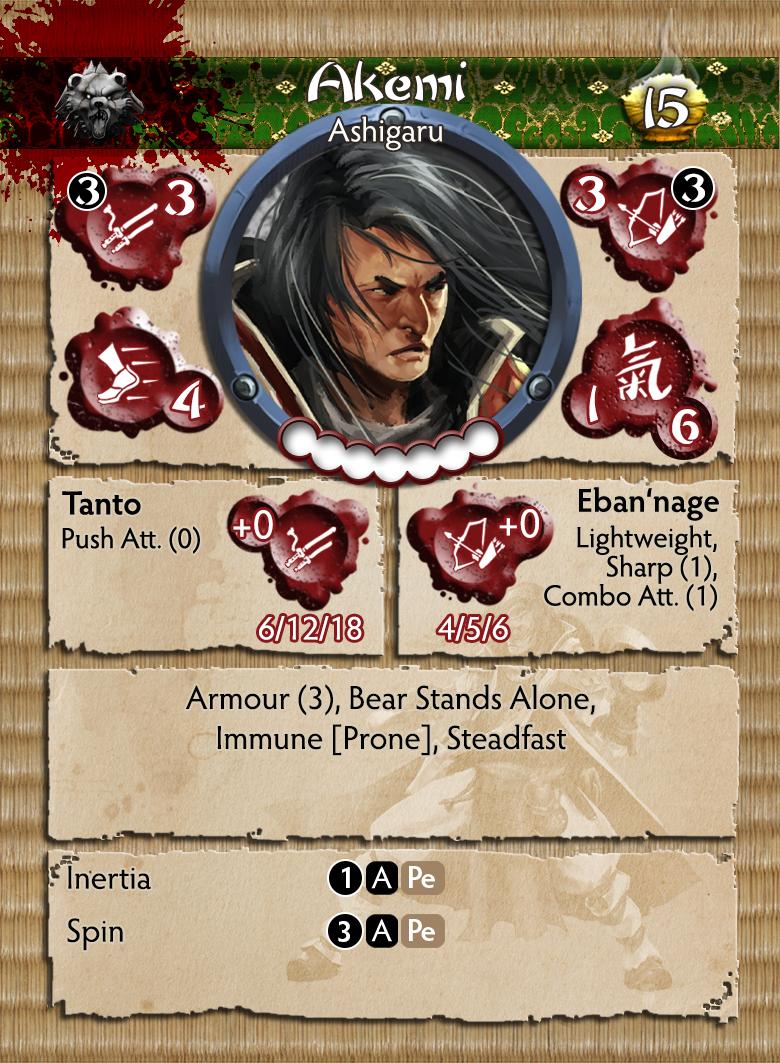 Akemi
15
Ashigaru
3 3
3 3
4
氣
1 6
Tanto
Push Att. (0)
+0
6/12/18
Eban'nage
Lightweight,
Sharp (1),
Combo Att. (1)
+0
4/5/6
Armour (3), Bear Stands Alone,
Immune [Prone], Steadfast
Inertia 1 A Pe
Spin 3 A Pe